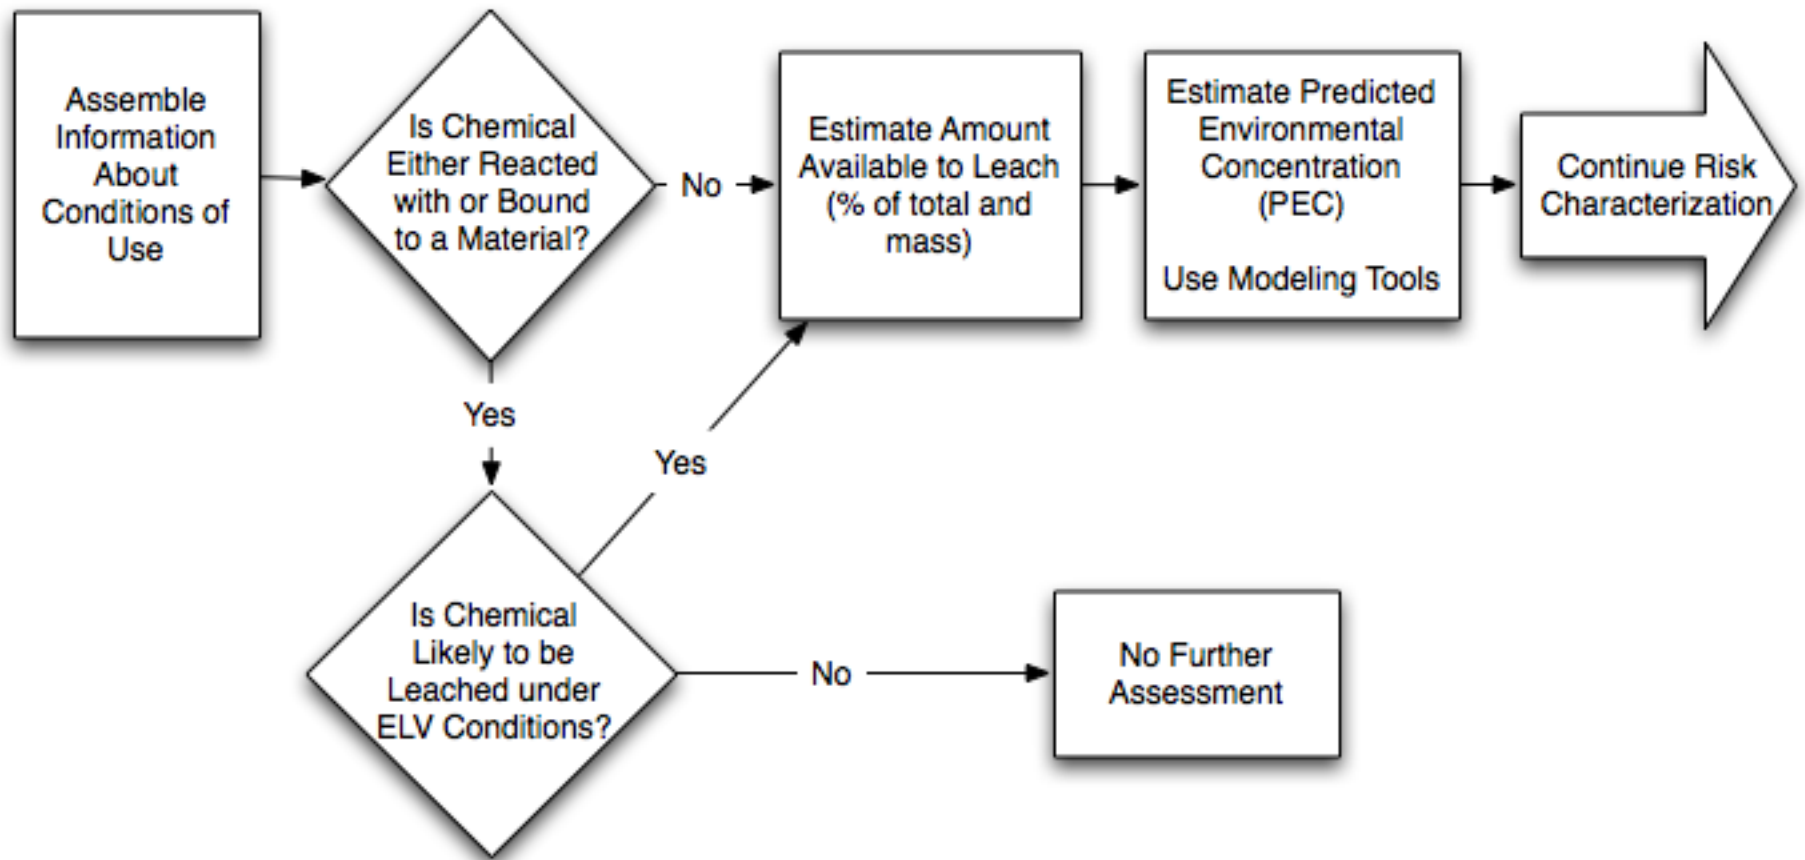 Assemble
Information
About
Conditions of
Use
Is Chemical
Either Reacted
with or Bound
to a Material?
No
Estimate Amount
Available to Leach
(% of total and
mass)
Estimate Predicted
Environmental
Concentration
(PEC)
Use Modeling Tools
Continue Risk
Characterization
Yes
Yes
Is Chemical
Likely to be
Leached under
ELV Conditions?
No
No Further
Assessment